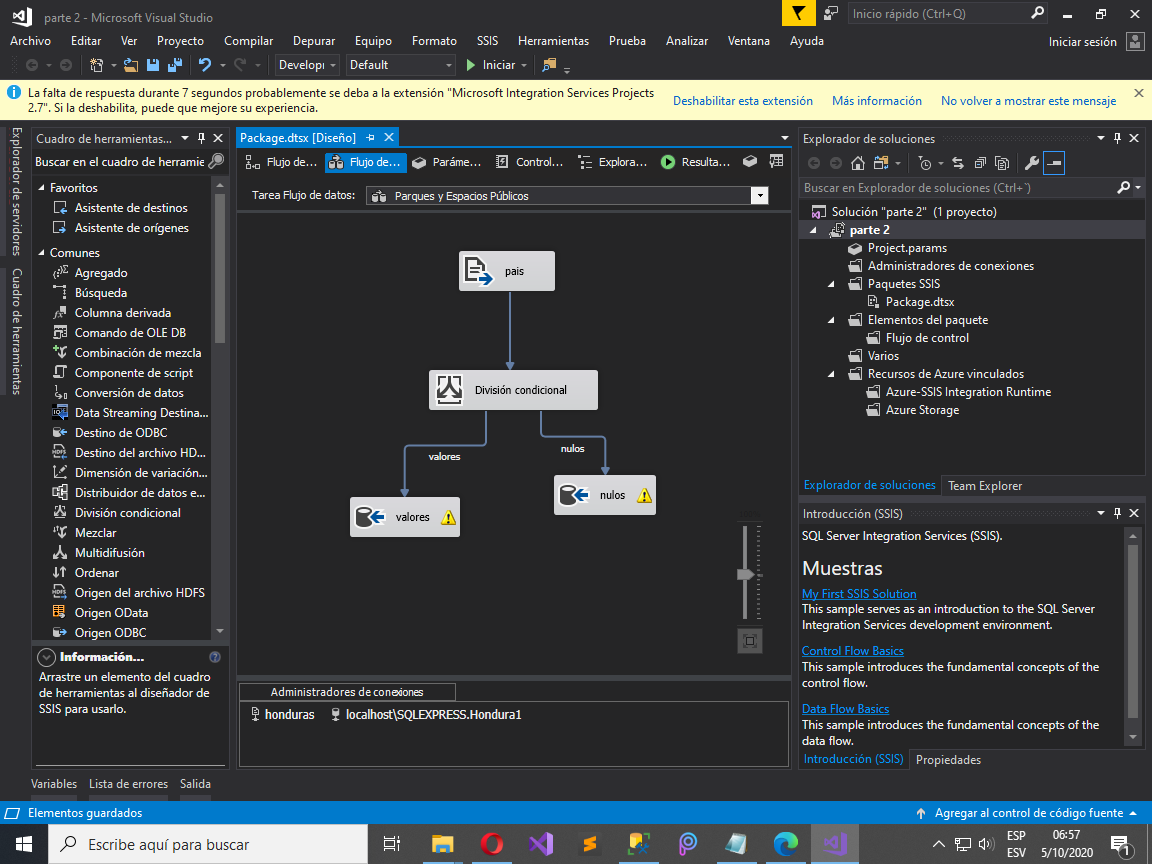 parte 2 - Microsoft Visual Studio
Inicio rápido (Ctrl+Q)
Archivo Editar Ver Proyecto Compilar Depurar Equipo Formato SSIS Herramientas Prueba Analizar Ventana Ayuda
Iniciar sesión
Develop Default Iniciar
La falta de respuesta durante 7 segundos probablemente se deba a la extensión "Microsoft Integration Services Projects
2.7". Si la deshabilita, puede que mejore su experiencia.
Deshabilitar esta extensión Más información No volver a mostrar este mensaje
Explorador de servidores
Cuadro de herramientas
Cuadro de herramientas...
Buscar en el cuadro de herramie
Favoritos
Asistente de destinos
Asistente de orígenes
Comunes
Agregado
Búsqueda
Columna derivada
Comando de OLE DB
Combinación de mezcla
Componente de script
Conversión de datos
Data Streaming Destina...
Destino de ODBC
Destino del archivo HD...
Dimensión de variación...
Distribuidor de datos e...
División condicional
Mezclar
Multidifusión
Ordenar
Origen del archivo HDFS
Origen OData
Origen ODBC
Información...
Arrastre un elemento del cuadro
de herramientas al diseñador de
SSIS para usarlo.
Package.dtsx [Diseño]
Flujo de... Flujo de... Paráme... Control... Explora... Resulta...
Tarea Flujo de datos: Parques y Espacios Públicos
pais
División condicional
valores
nulos
valores
nulos
Administradores de conexiones
honduras localhost\SQLEXPRESS.Hondura1
Explorador de soluciones
Buscar en Explorador de soluciones (Ctrl+`)
Solución "parte 2" (1 proyecto)
parte 2
Project.params
Administradores de conexiones
Paquetes SSIS
Package.dtsx
Elementos del paquete
Flujo de control
Varios
Recursos de Azure vinculados
Azure-SSIS Integration Runtime
Azure Storage
Explorador de soluciones Team Explorer
Introducción (SSIS)
SQL Server Integration Services (SSIS).
Muestras
My First SSIS Solution
This sample serves as an introduction to the SQL Server
Integration Services development environment.
Control Flow Basics
This sample introduces the fundamental concepts of the
control flow.
Data Flow Basics
This sample introduces the fundamental concepts of the
data flow.
Introducción (SSIS) Propiedades
Variables Lista de errores Salida
Elementos guardados
Agregar al control de código fuente
Escribe aquí para buscar
ESP
ESV
06:57
5/10/2020
1